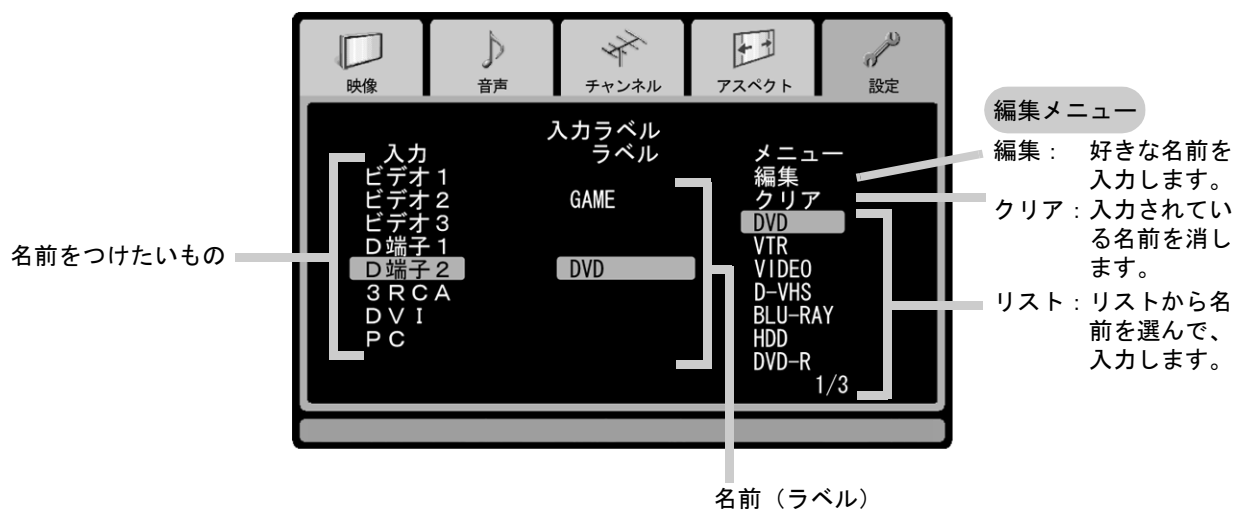 映像
音声
チャンネル
アスペクト
設定
入力ラベル
入力
ラベル
メニュー
ビデオ１
編集
ビデオ２
GAME
クリア
ビデオ３
DVD
Ｄ端子１
VTR
Ｄ端子２
DVD
VIDEO
３ＲＣＡ
D-VHS
ＤＶＩ
BLU-RAY
ＰＣ
HDD
DVD-R
1/3
名前をつけたいもの
名前（ラベル）
編集メニュー
編集：　好きな名前を
入力します。
クリア：入力されてい
る名前を消し
ます。
リスト：リストから名
前を選んで、
入力します。